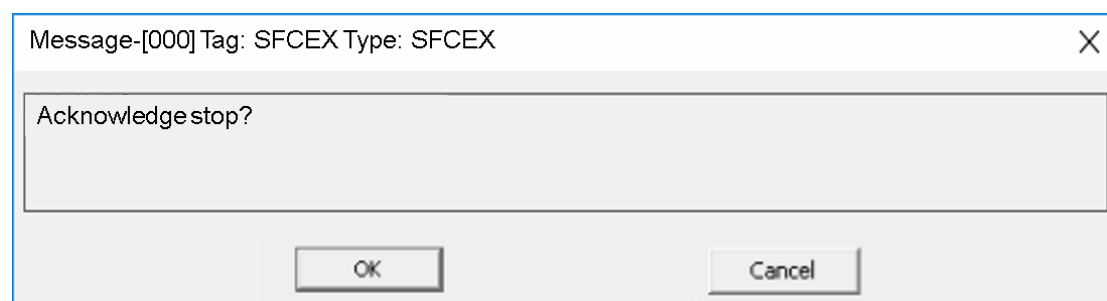 Message-[000] Tag: SFCEX Type: SFCEX
Acknowledge stop?
OK Cancel